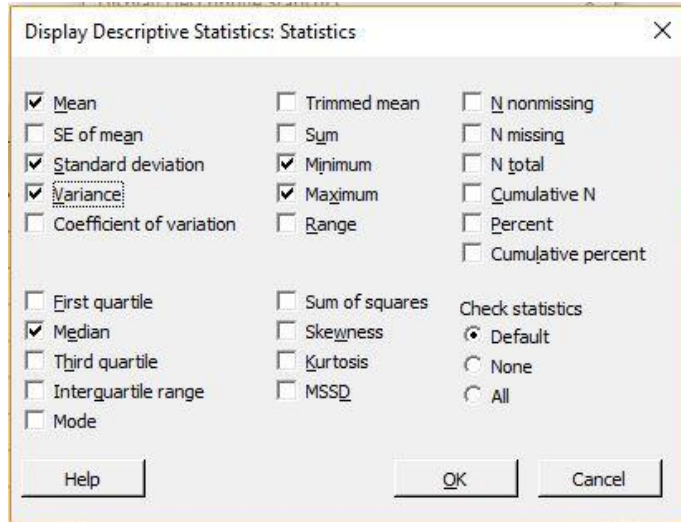 Display Descriptive Statistics: Statistics
Mean
SE of mean
Standard deviation
Variance
Coefficient of variation
Trimmed mean
Sum
Minimum
Maximum
Range
N nonmissing
N missing
N total
Cumulative N
Percent
Cumulative percent
First quartile
Median
Third quartile
Interquartile range
Mode
Sum of squares
Skewness
Kurtosis
MSSD
Check statistics
Default
None
All
Help
OK
Cancel